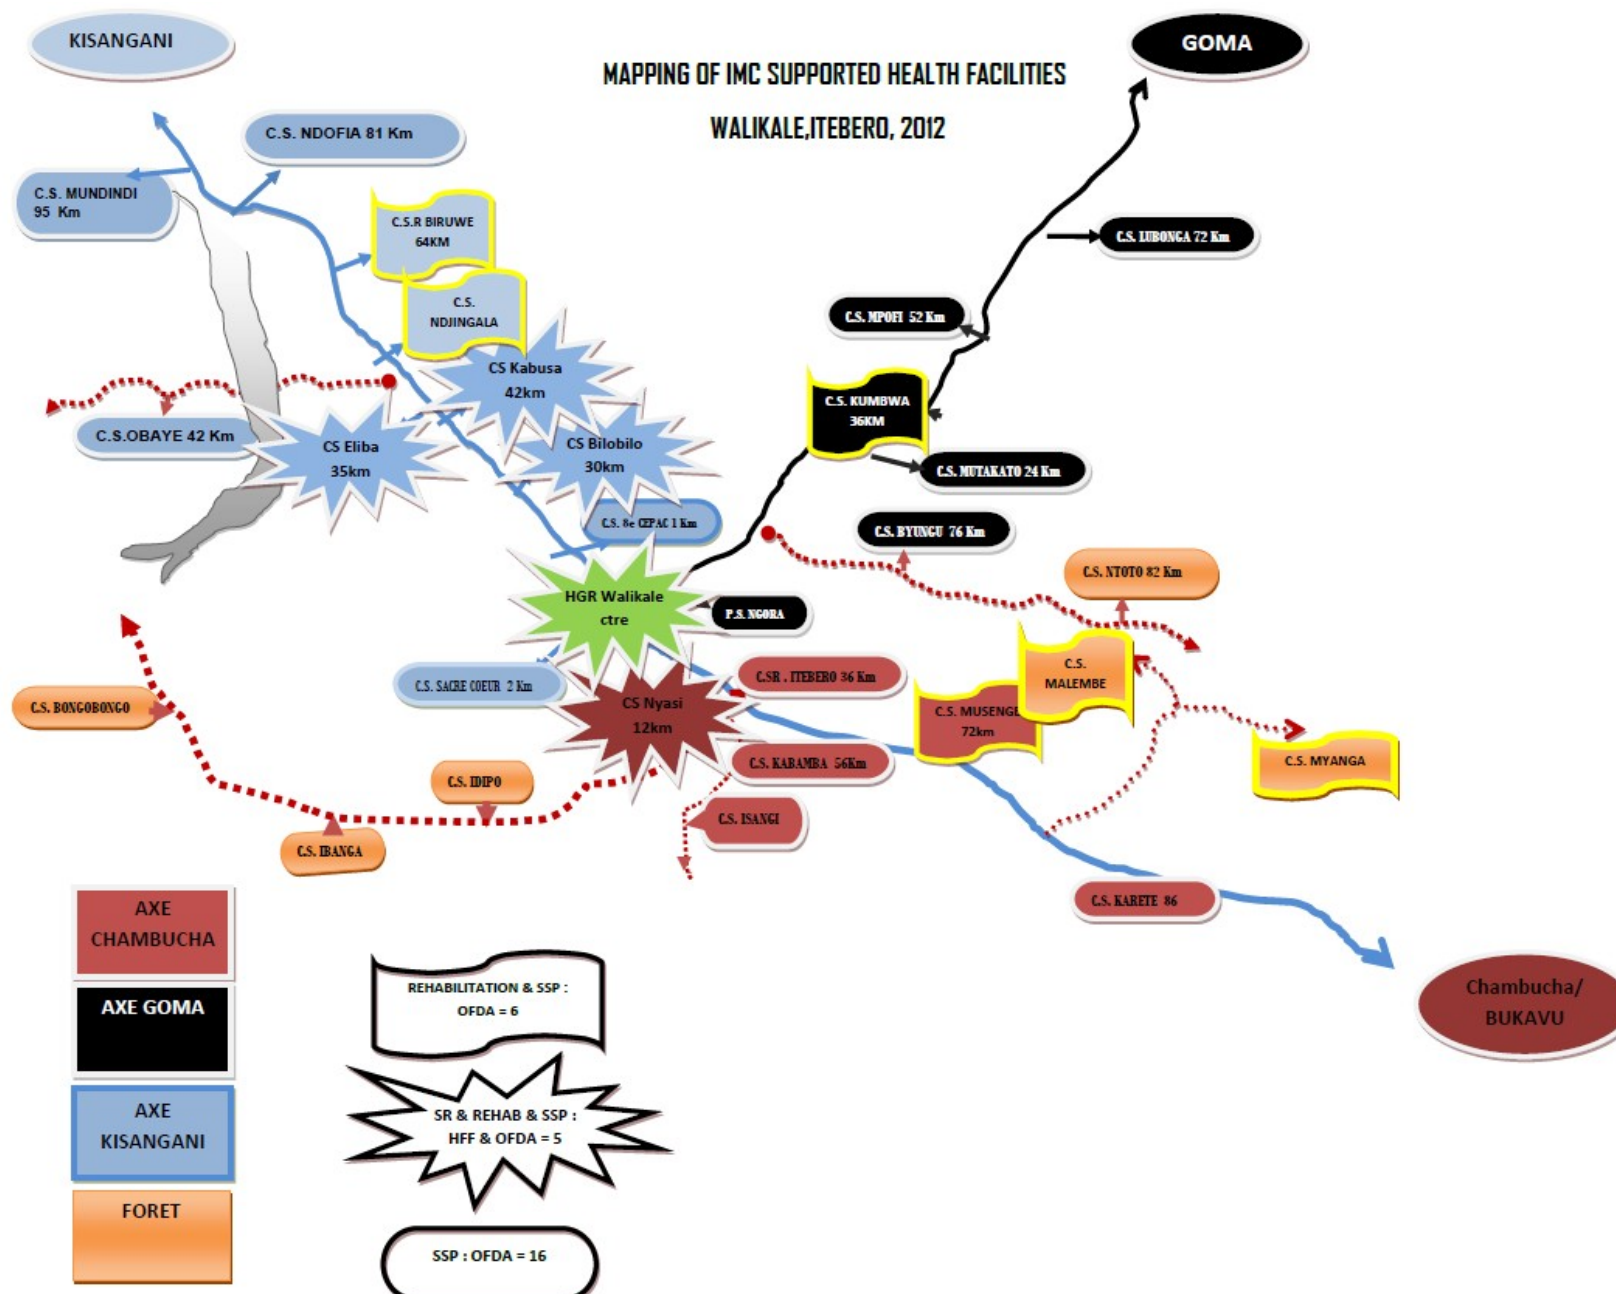 KISANGANI
GOMA
MAPPING OF IMC SUPPORTED HEALTH FACILITIES
WALIKALE,ITEBERO, 2012
C.S. NDOFIA 81 Km
C.S. MUNDINDI
95 Km
C.S.R BIRUWE
64KM
C.S. LUBONGA 72 Km
C.S.
NDJINGALA
C.S. MPOFI 52 Km
CS Kabusa
42km
C.S. KUMBWA
36KM
C.S.OBAYE 42 Km
CS Eliba
35km
CS Bilobilo
30km
C.S. MUTAKATO 24 Km
C.S. 8e CEPAC 1 Km
C.S. BYUNGU 76 Km
C.S. NTOTO 82 Km
HGR Walikale
ctre
P.S. NGORA
C.S. SACRE COEUR 2 Km
C.SR . ITEBERO 36 Km
C.S.
MALEMBE
C.S. BONGOBONGO
CS Nyasi
12km
C.S. MUSENGE
72km
C.S. KABAMBA 56Km
C.S. MYANGA
C.S. IDIPO
C.S. ISANGI
C.S. IBANGA
C.S. KARETE 86
AXE
CHAMBUCHA
AXE GOMA
AXE
KISANGANI
FORET
REHABILITATION & SSP :
OFDA = 6
SR & REHAB & SSP :
HFF & OFDA = 5
SSP : OFDA = 16
Chambucha/
BUKAVU